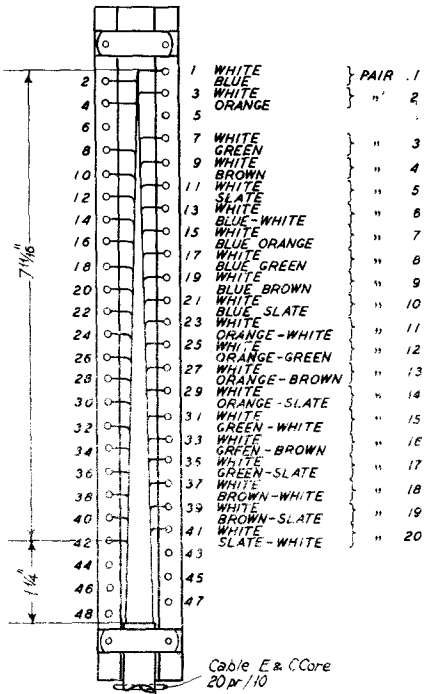 1 WHITE } PAIR 1
2 BLUE
3 WHITE } " 2
4 ORANGE
5
6
7 WHITE } " 3
8 GREEN
9 WHITE } " 4
10 BROWN
11 WHITE } " 5
12 SLATE
13 WHITE } " 6
14 BLUE-WHITE
15 WHITE } " 7
16 BLUE ORANGE
17 WHITE } " 8
18 BLUE GREEN
19 WHITE } " 9
20 BLUE BROWN
21 WHITE } " 10
22 BLUE SLATE
23 WHITE } " 11
24 ORANGE-WHITE
25 WHITE } " 12
26 ORANGE-GREEN
27 WHITE } " 13
28 ORANGE-BROWN
29 WHITE } " 14
30 ORANGE-SLATE
31 WHITE } " 15
32 GREEN-WHITE
33 WHITE } " 16
34 GREEN-BROWN
35 WHITE } " 17
36 GREEN-SLATE
37 WHITE } " 18
38 BROWN-WHITE
39 WHITE } " 19
40 BROWN-SLATE
41 WHITE } " 20
42 SLATE-WHITE
43
44
45
46
47
48
7 11/16"
1 1/4"
Cable E & C Core
20 pr/10